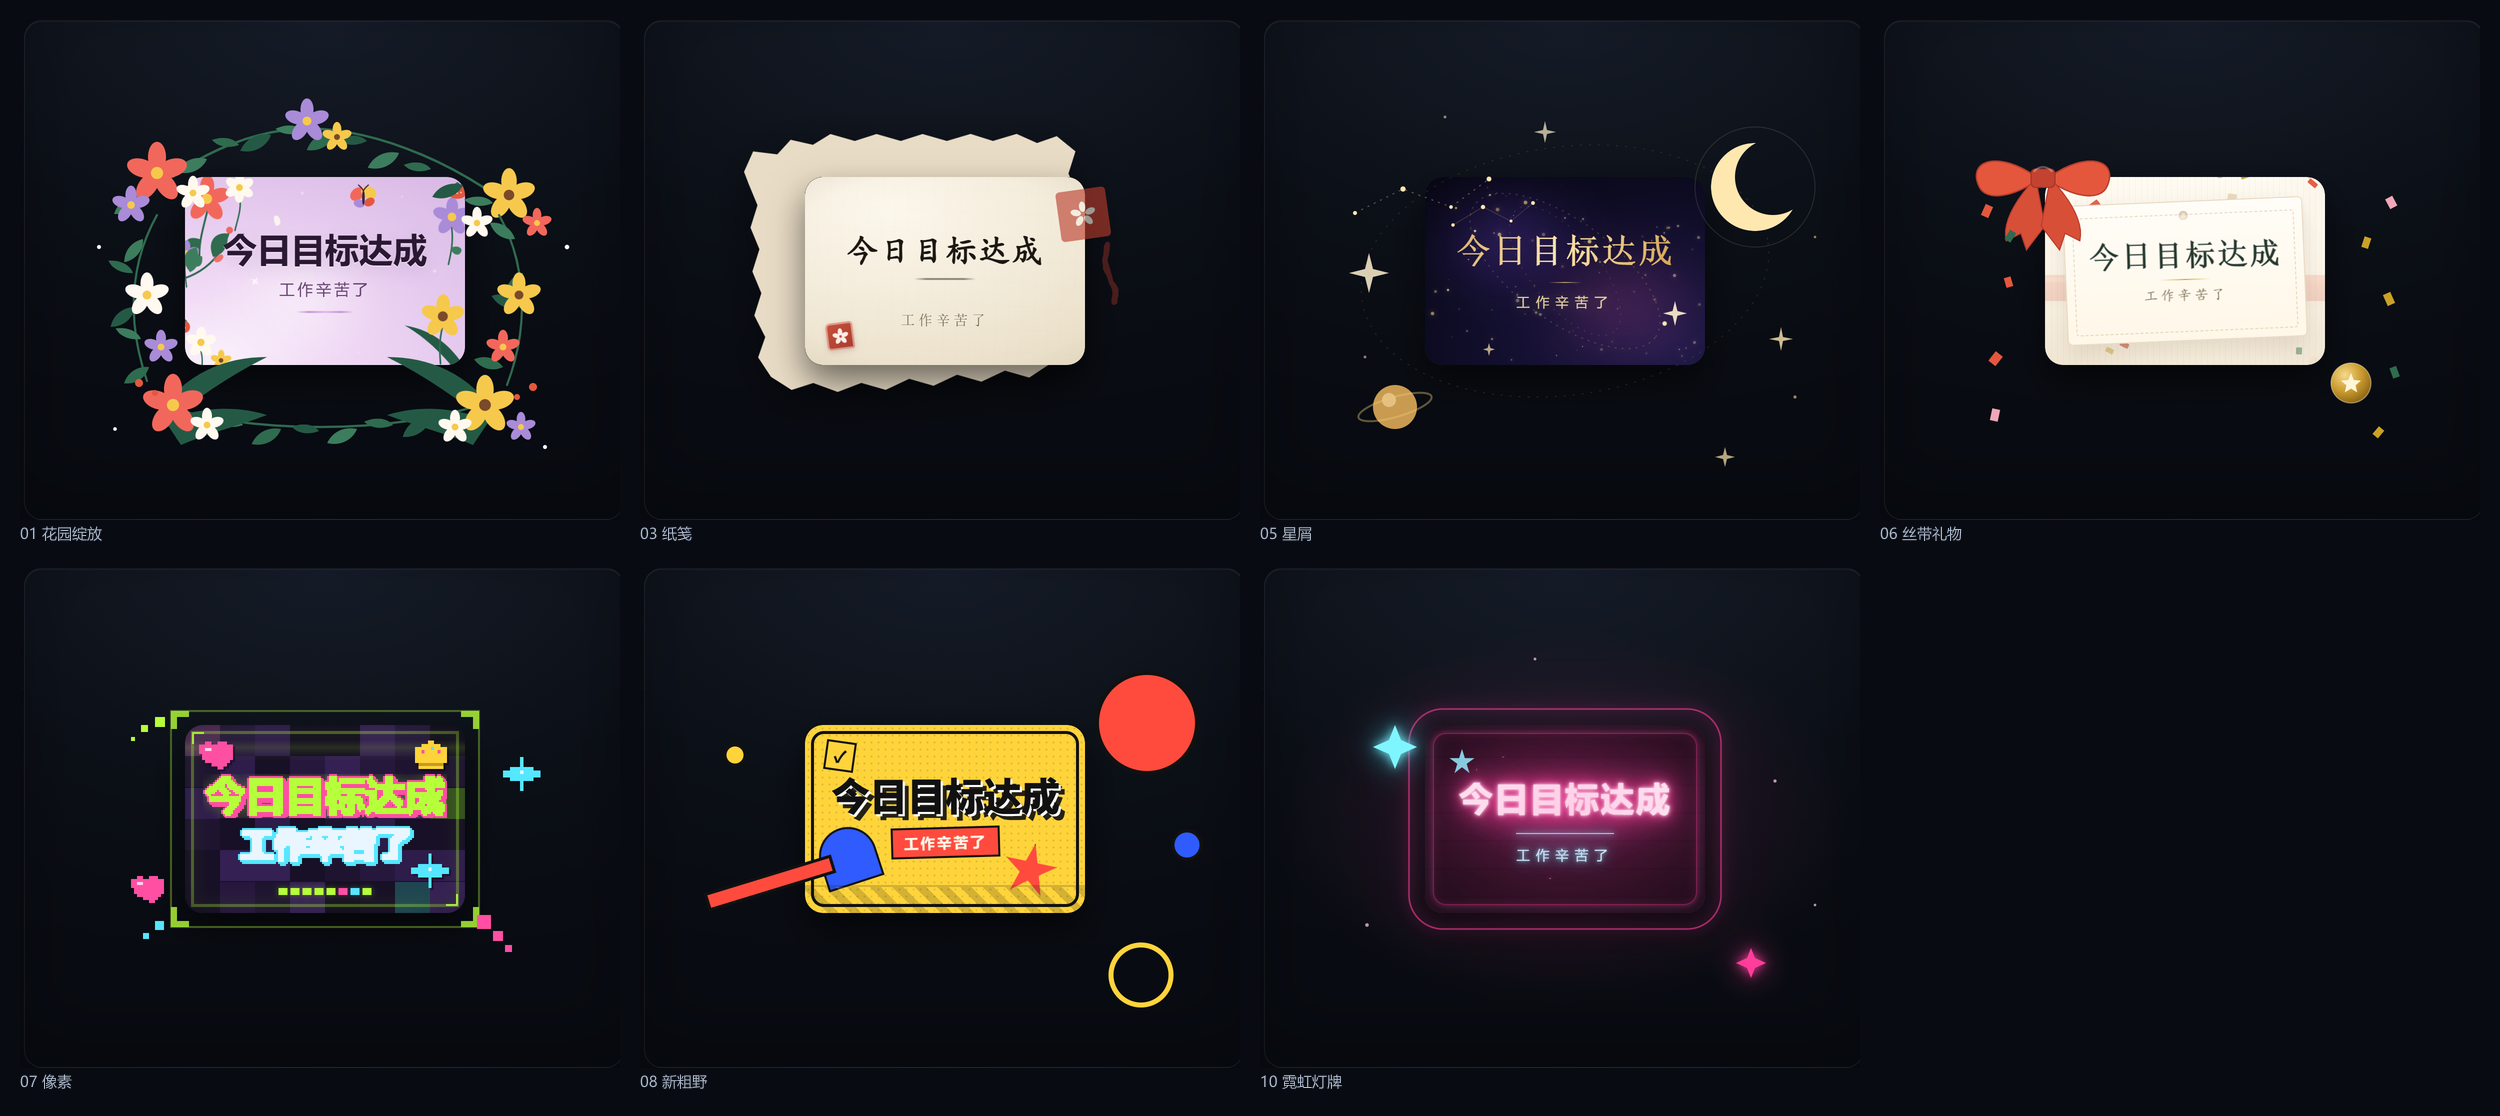 今日目标达成
工作辛苦了
01 花园绽放
今日目标达成
工作辛苦了
03 纸笺
今日目标达成
工作辛苦了
05 星屑
今日目标达成
工作辛苦了
06 丝带礼物
今日目标达成
工作辛苦了
07 像素
今日目标达成
工作辛苦了
08 新粗野
今日目标达成
工作辛苦了
10 霓虹灯牌